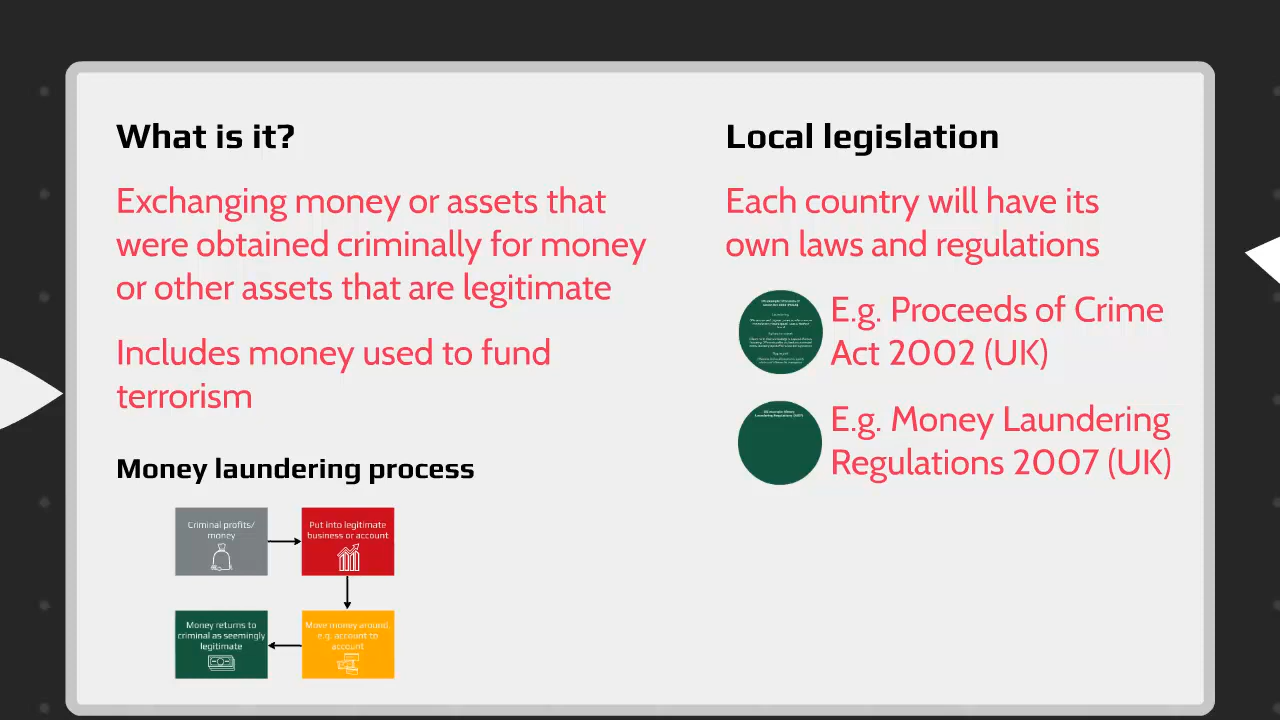 What is it?
Exchanging money or assets that
were obtained criminally for money
or other assets that are legitimate
Includes money used to fund
terrorism
Money laundering process
Criminal profits/
money
Put into legitimate
business or account
Move money around,
e.g. account to
account
Money returns to
criminal as seemingly
legitimate
Local legislation
Each country will have its
own laws and regulations
E.g. Proceeds of Crime
Act 2002 (UK)
E.g. Money Laundering
Regulations 2007 (UK)